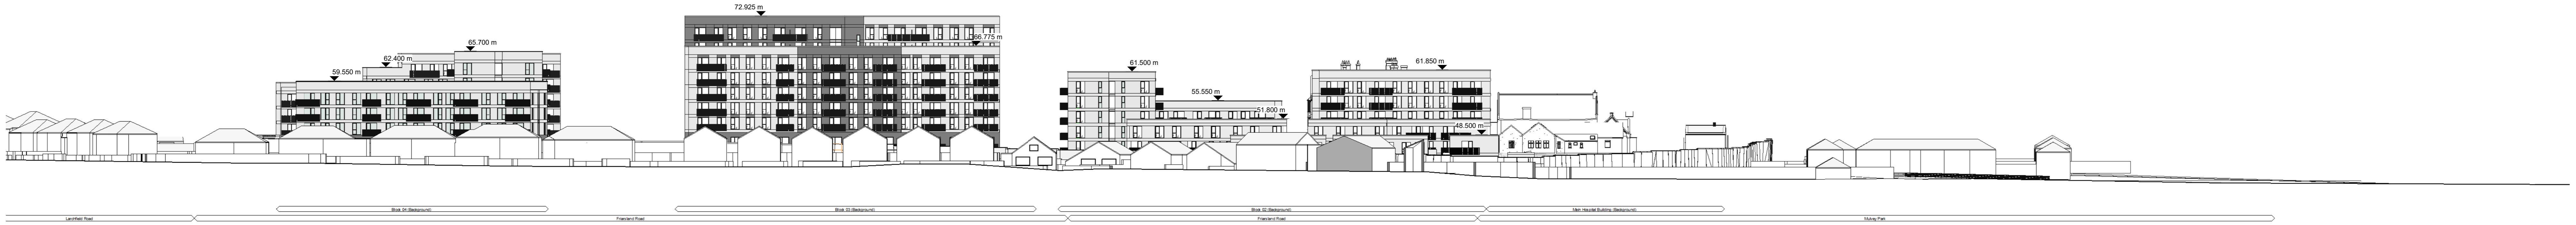 72.925 m
65.700 m
66.775 m
62.400 m
61.500 m
61.850 m
59.550 m
55.550 m
51.800 m
48.500 m
Block 04 (Background)
Block 03 (Background)
Block 02 (Background)
Main Hospital Building (Background)
Larchfield Road
Friarsland Road
Friarsland Road
Mulvey Park